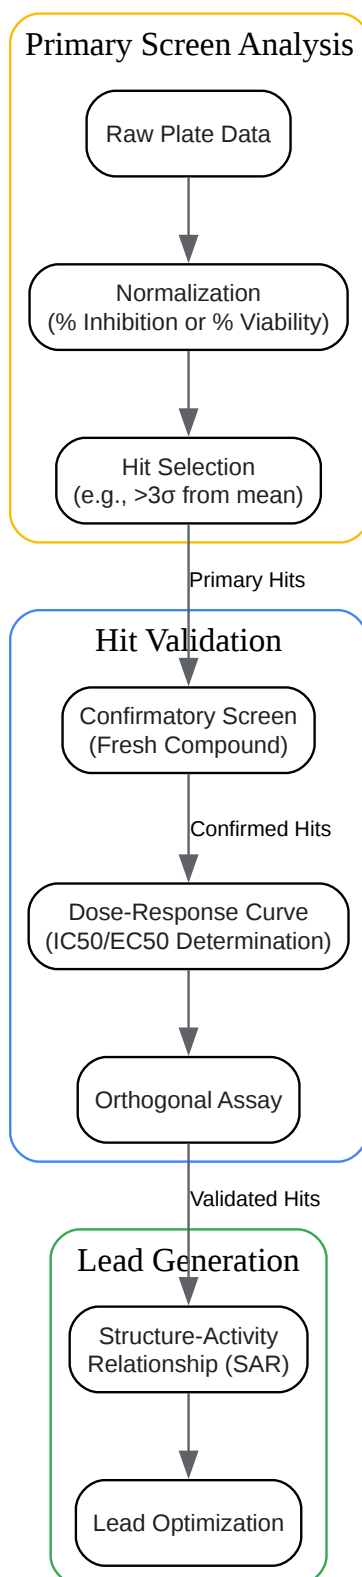 Primary Screen Analysis
Raw Plate Data
Normalization
(% Inhibition or % Viability)
Hit Selection
(e.g., >3σ from mean)
Primary Hits
Hit Validation
Confirmatory Screen
(Fresh Compound)
Confirmed Hits
Dose-Response Curve
(IC50/EC50 Determination)
Orthogonal Assay
Validated Hits
Lead Generation
Structure-Activity
Relationship (SAR)
Lead Optimization